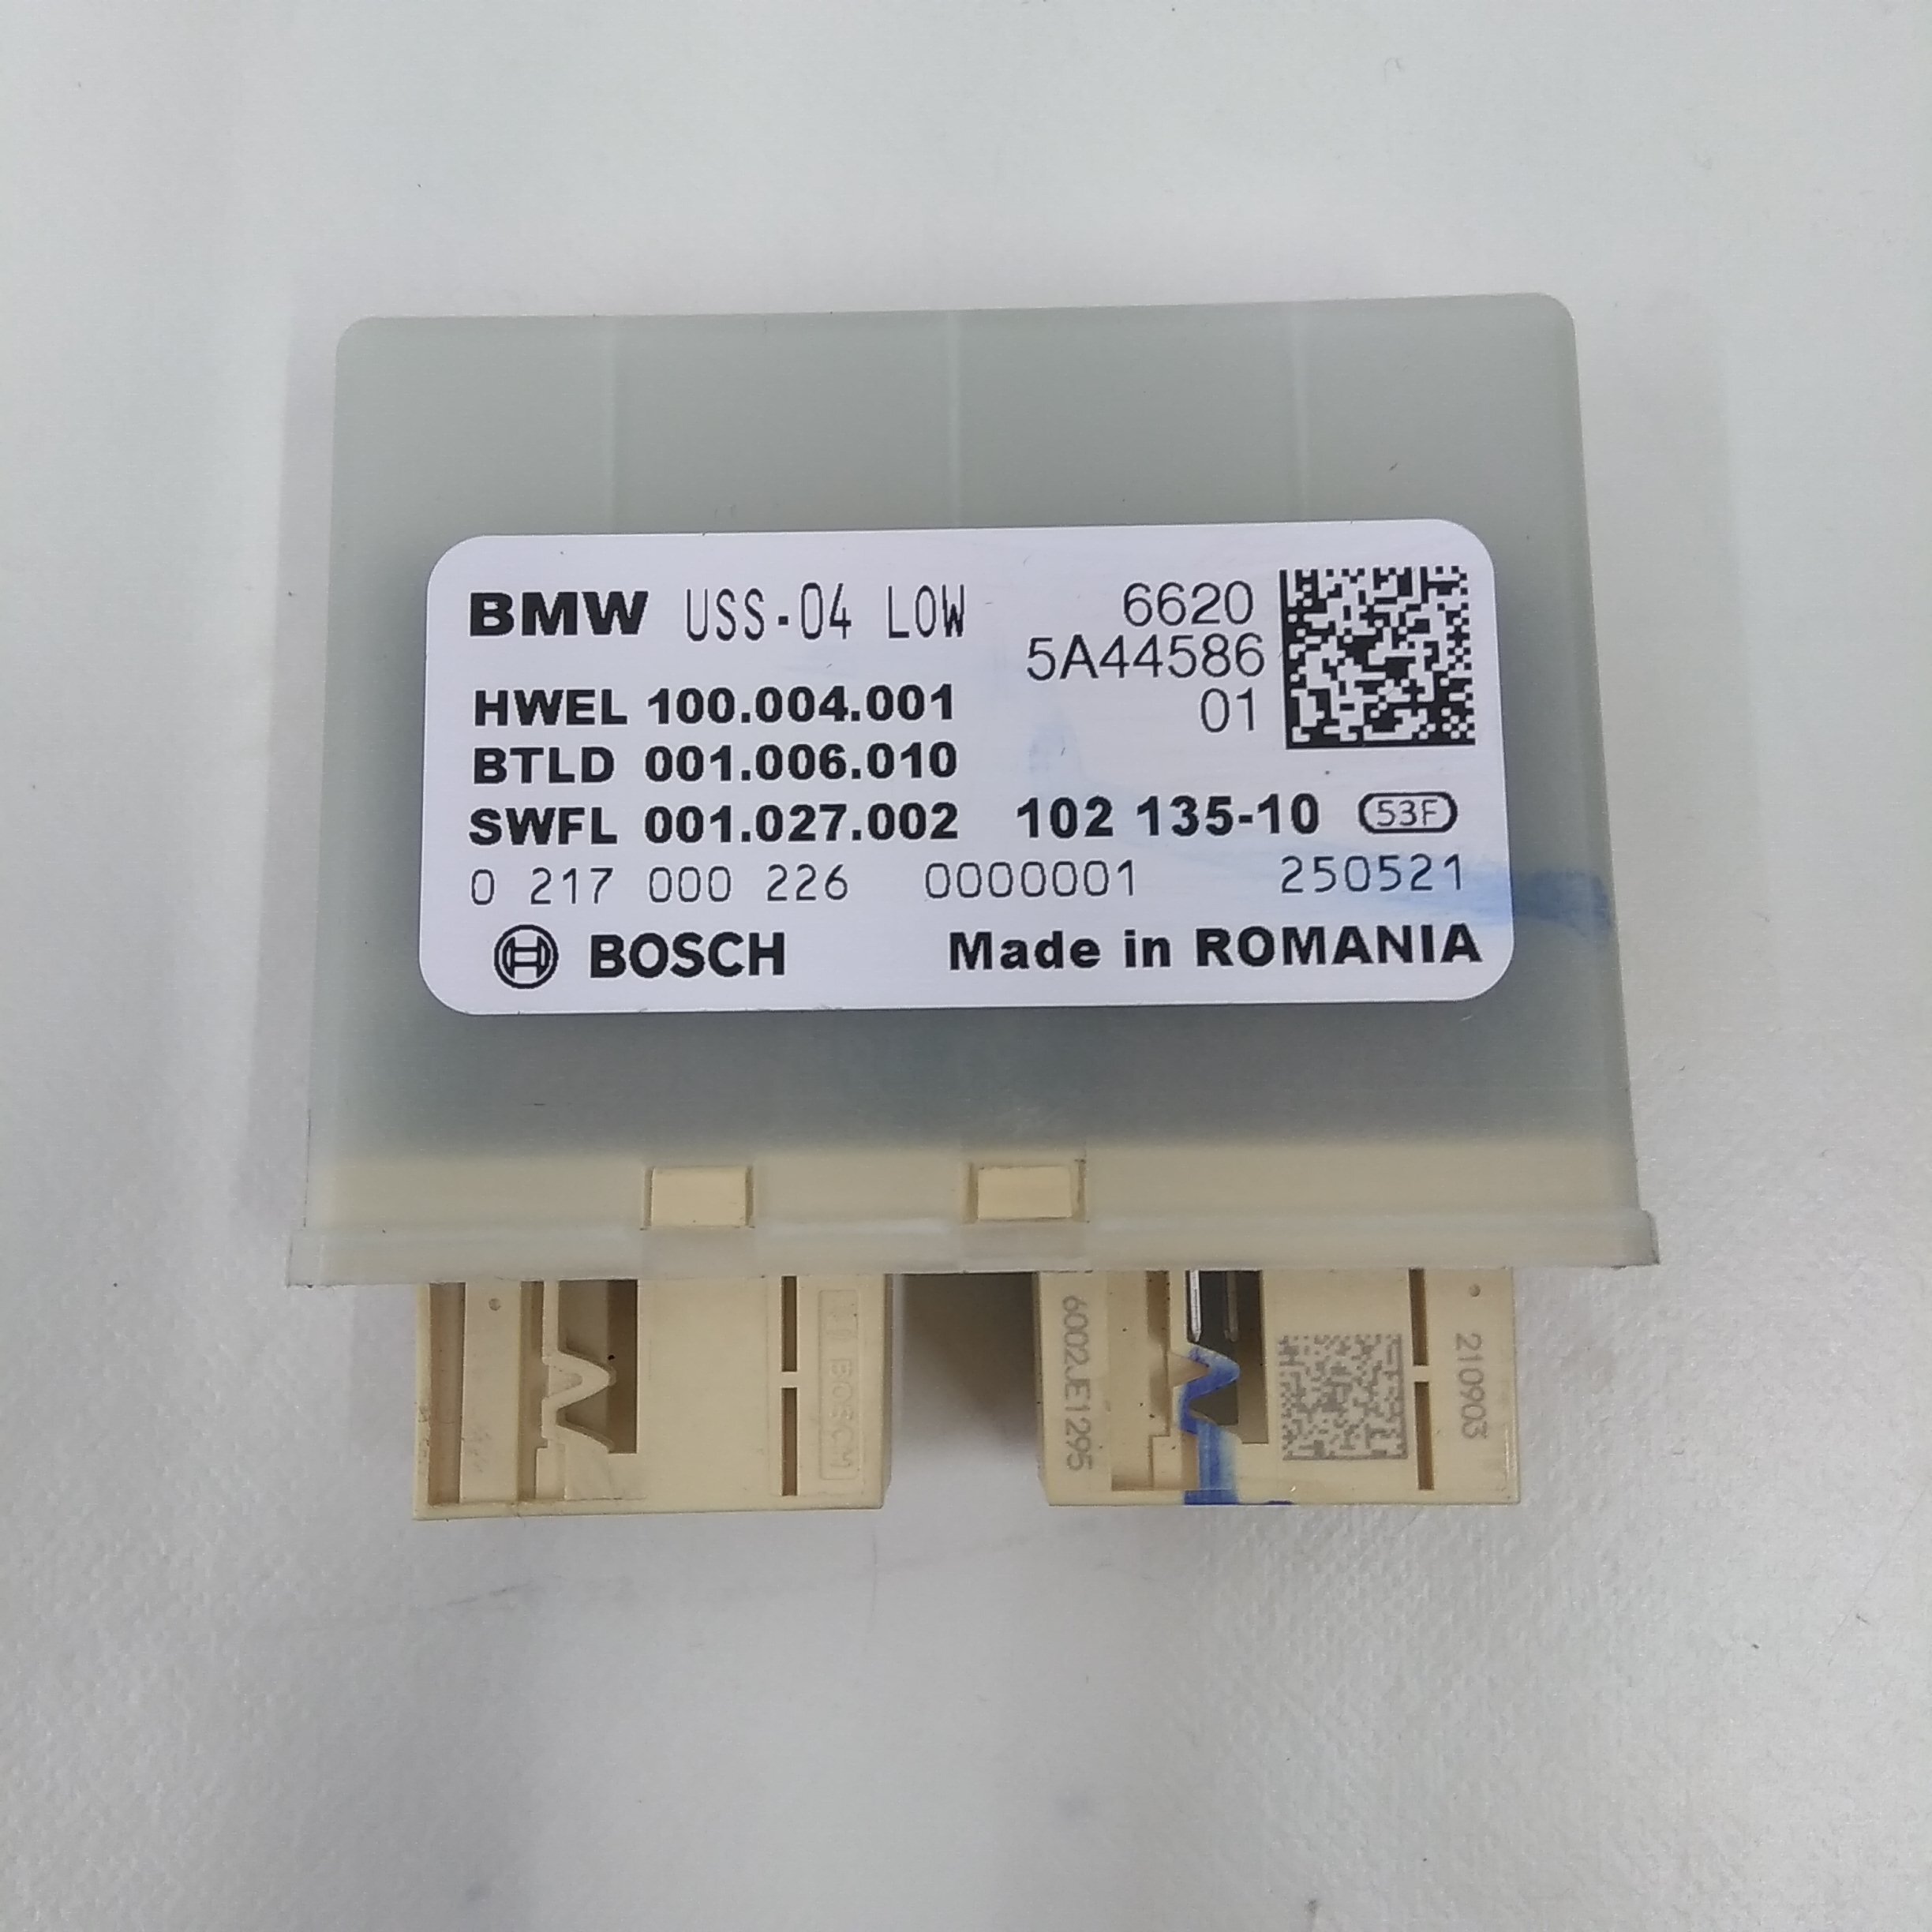 BMW USS-04 LOW 6620
5A44586
01
HWEL 100.004.001
BTLD 001.006.010
SWFL 001.027.002 102 135-10 53F
0 217 000 226 0000001 250521
BOSCH Made in ROMANIA
BOSCH
6002JE1295
210903